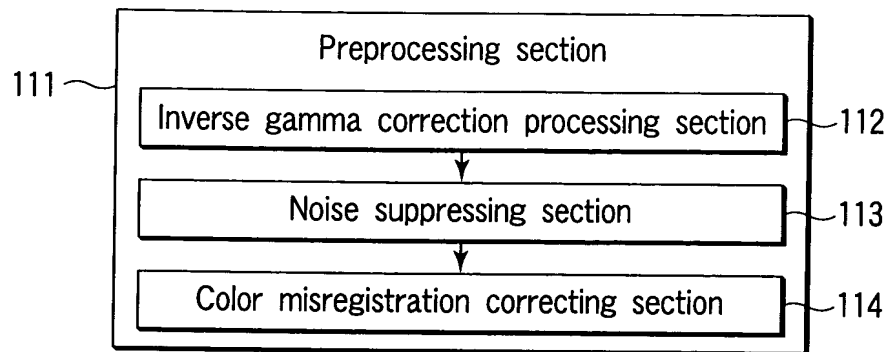 Preprocessing section
111
Inverse gamma correction processing section
112
Noise suppressing section
113
Color misregistration correcting section
114